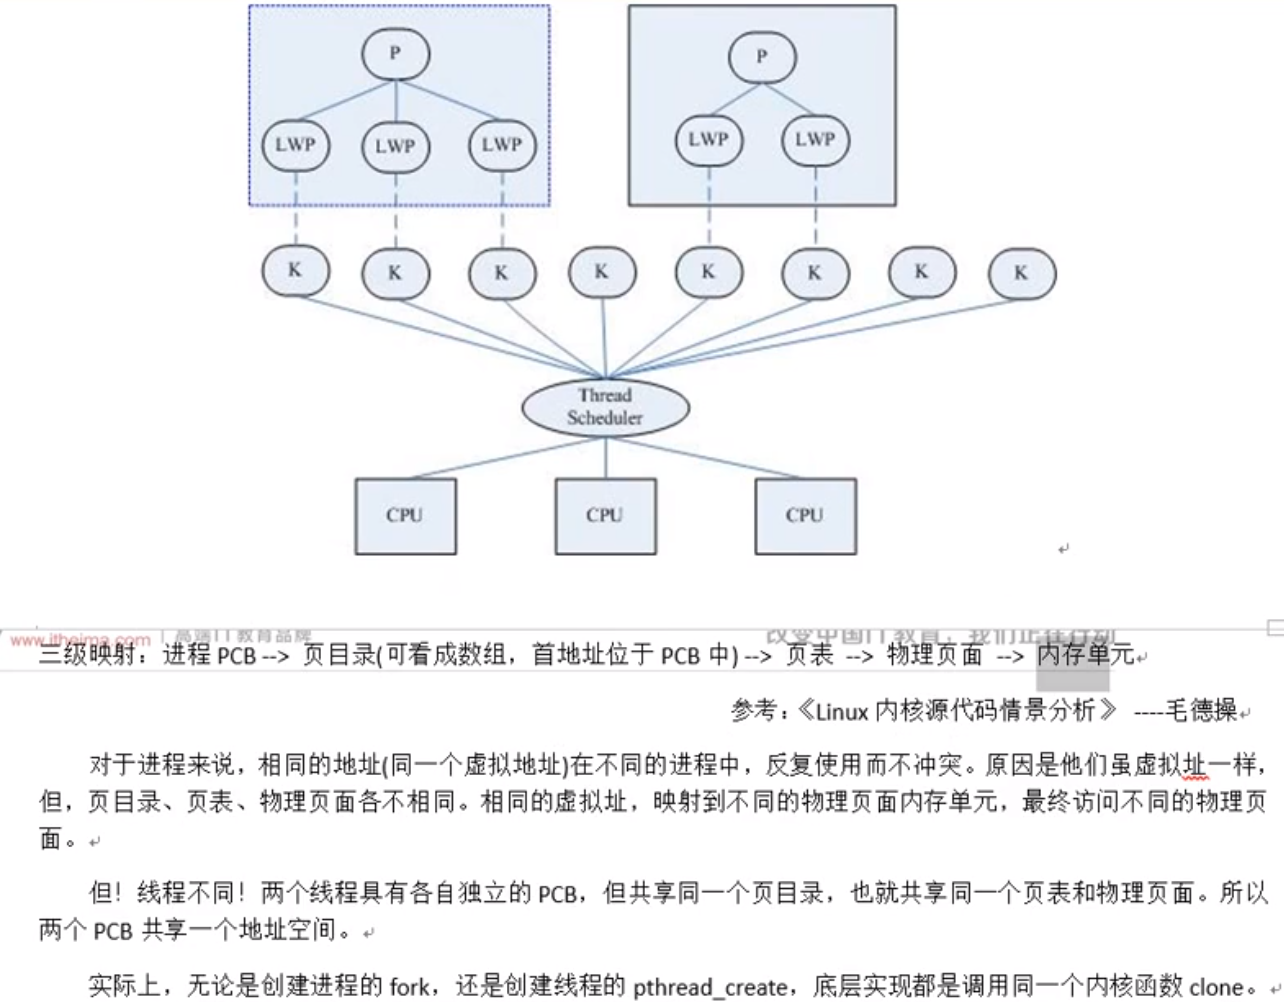 P
P
LWP LWP LWP LWP LWP
K K K K K K K K
Thread
Scheduler
CPU CPU CPU
www.itheima.com | 高端IT教育品牌 改变中国IT教育，我们正在行动
三级映射：进程 PCB --> 页目录(可看成数组，首地址位于 PCB 中) --> 页表 --> 物理页面 --> 内存单元
参考：《Linux 内核源代码情景分析》 ----毛德操
对于进程来说，相同的地址(同一个虚拟地址)在不同的进程中，反复使用而不冲突。原因是他们虽虚拟址一样，
但，页目录、页表、物理页面各不相同。相同的虚拟址，映射到不同的物理页面内存单元，最终访问不同的物理页
面。
但！线程不同！两个线程具有各自独立的 PCB，但共享同一个页目录，也就共享同一个页表和物理页面。所以
两个 PCB 共享一个地址空间。
实际上，无论是创建进程的 fork，还是创建线程的 pthread_create，底层实现都是调用同一个内核函数 clone。